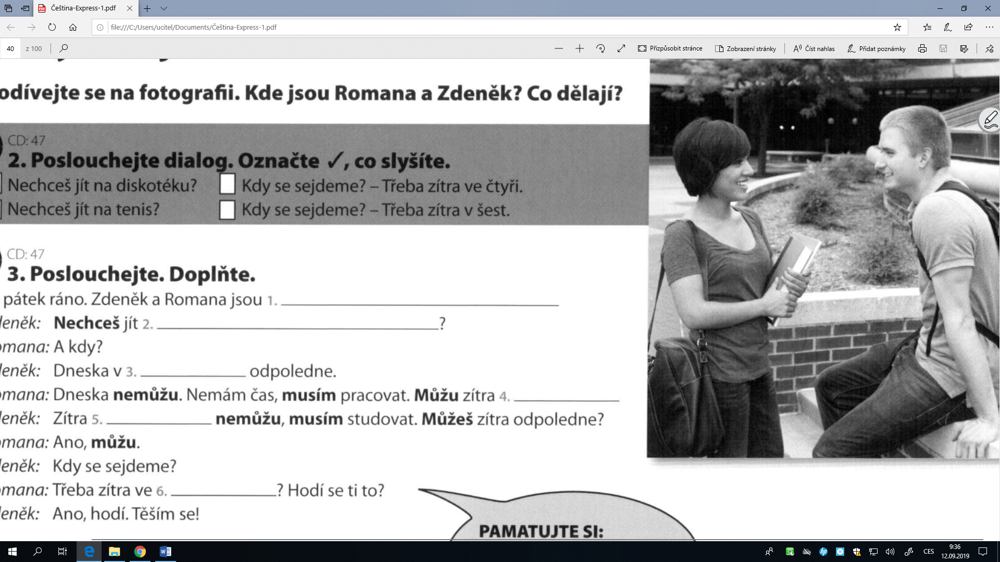 Čeština-Express-1.pdf
file:///C:/Users/ucitel/Documents/Čeština-Express-1.pdf
40 z 100 Přizpůsobit stránce Zobrazení stránky Číst nahlas Přidat poznámky
odívejte se na fotografii. Kde jsou Romana a Zdeněk? Co dělají?
CD: 47
2. Poslouchejte dialog. Označte ✓, co slyšíte.
Nechceš jít na diskotéku? Kdy se sejdeme? – Třeba zítra ve čtyři.
Nechceš jít na tenis? Kdy se sejdeme? – Třeba zítra v šest.
CD: 47
3. Poslouchejte. Doplňte.
pátek ráno. Zdeněk a Romana jsou 1. ____________________
leněk: Nechceš jít 2. ____________________?
omana: A kdy?
leněk: Dneska v 3. __________ odpoledne.
omana: Dneska nemůžu. Nemám čas, musím pracovat. Můžu zítra 4. __________
leněk: Zítra 5. __________ nemůžu, musím studovat. Můžeš zítra odpoledne?
omana: Ano, můžu.
leněk: Kdy se sejdeme?
omana: Třeba zítra ve 6. __________? Hodí se ti to?
leněk: Ano, hodí. Těším se!
PAMATUJTE SI:
CES
9:36
12.09.2019